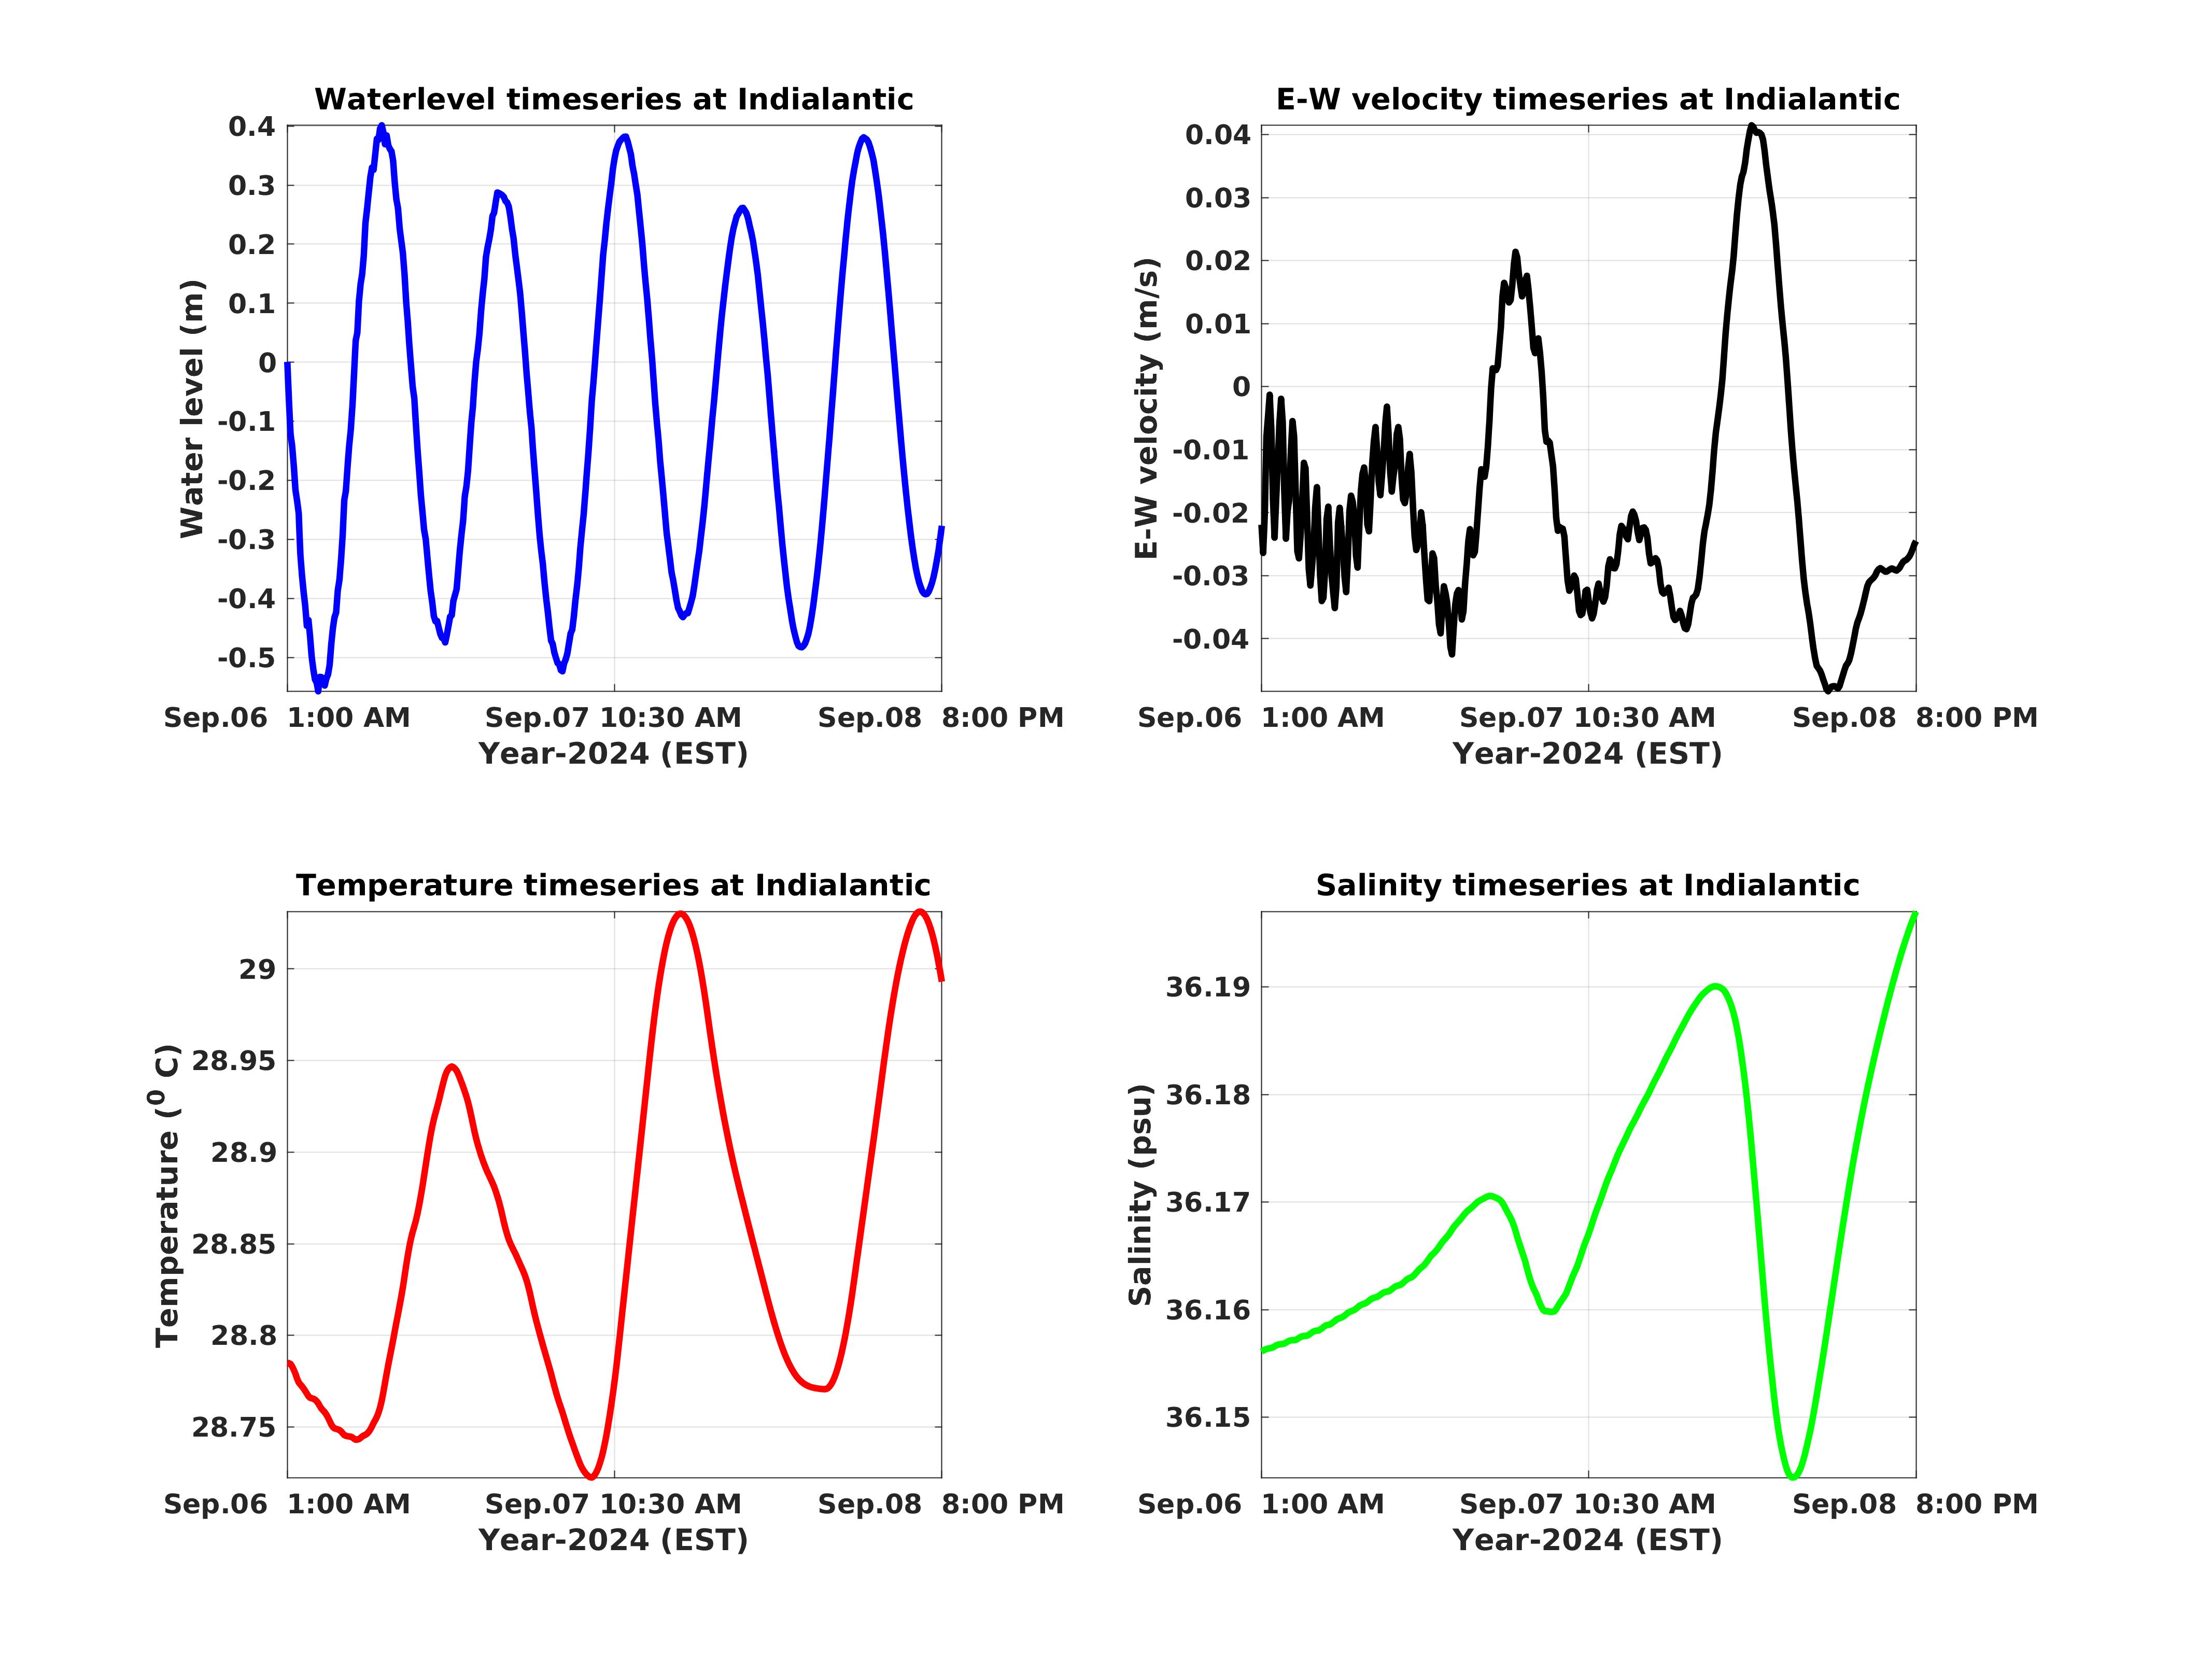 Waterlevel timeseries at Indialantic
0.4
0.3
0.2
0.1
0
-0.1
-0.2
-0.3
-0.4
-0.5
Water level (m)
Sep.06 1:00 AM Sep.07 10:30 AM Sep.08 8:00 PM
Year-2024 (EST)
E-W velocity timeseries at Indialantic
0.04
0.03
0.02
0.01
0
-0.01
-0.02
-0.03
-0.04
E-W velocity (m/s)
Sep.06 1:00 AM Sep.07 10:30 AM Sep.08 8:00 PM
Year-2024 (EST)
Temperature timeseries at Indialantic
29
28.95
28.9
28.85
28.8
28.75
Temperature (⁰ C)
Sep.06 1:00 AM Sep.07 10:30 AM Sep.08 8:00 PM
Year-2024 (EST)
Salinity timeseries at Indialantic
36.19
36.18
36.17
36.16
36.15
Salinity (psu)
Sep.06 1:00 AM Sep.07 10:30 AM Sep.08 8:00 PM
Year-2024 (EST)